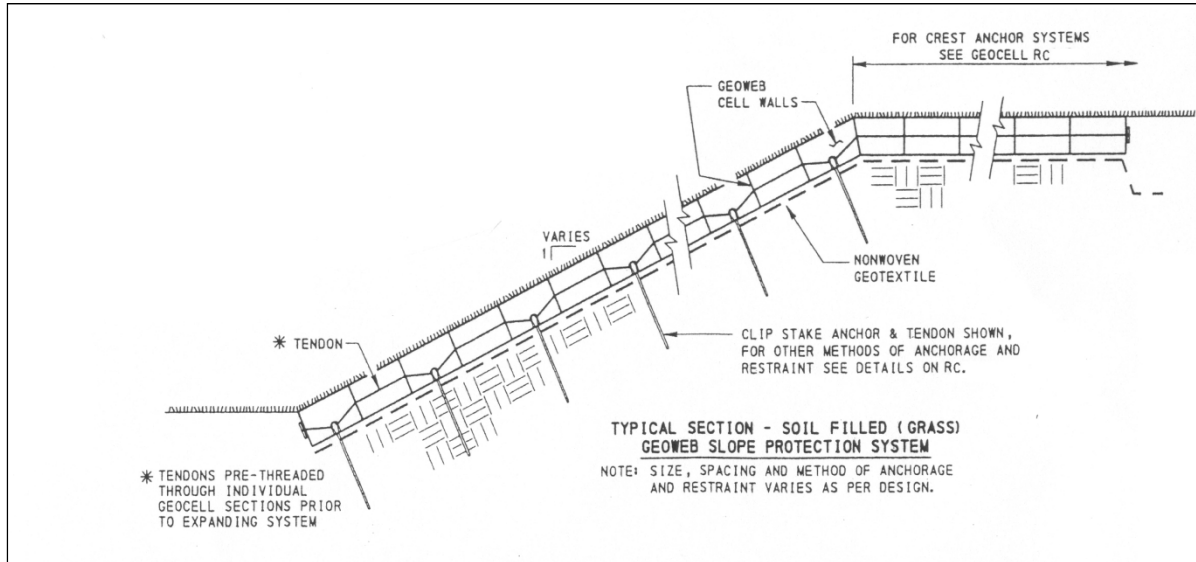 FOR CREST ANCHOR SYSTEMS
SEE GEOCELL RC
GEOWEB
CELL WALLS
VARIES
1
NONWOVEN
GEOTEXTILE
* TENDON
CLIP STAKE ANCHOR & TENDON SHOWN,
FOR OTHER METHODS OF ANCHORAGE AND
RESTRAINT SEE DETAILS ON RC.
TYPICAL SECTION - SOIL FILLED (GRASS)
GEOWEB SLOPE PROTECTION SYSTEM
NOTE: SIZE, SPACING AND METHOD OF ANCHORAGE
AND RESTRAINT VARIES AS PER DESIGN.
* TENDONS PRE-THREADED
THROUGH INDIVIDUAL
GEOCELL SECTIONS PRIOR
TO EXPANDING SYSTEM